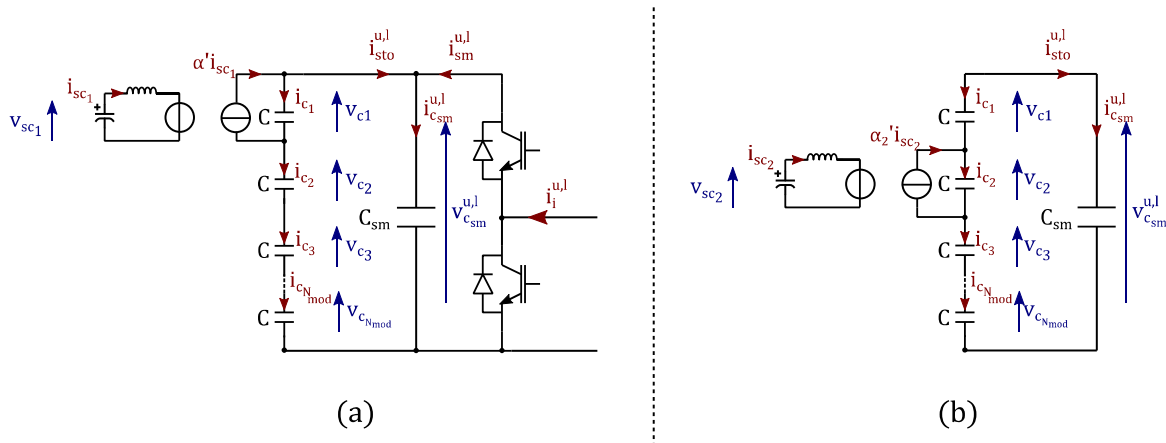 i_sto^u,l
i_sm^u,l
α'i_sc1
i_sc1
+
v_sc1
i_c1
C
v_c1
i_csm^u,l
i_c2
C
v_c2
C_sm
v_csm^u,l
i_i^u,l
i_c3
C
v_c3
i_cNmod
C
v_cNmod
(a)
i_sto^u,l
i_c1
C
v_c1
i_csm^u,l
α2'i_sc2
i_sc2
+
v_sc2
i_c2
C
v_c2
C_sm
v_csm^u,l
i_c3
C
v_c3
i_cNmod
C
v_cNmod
(b)